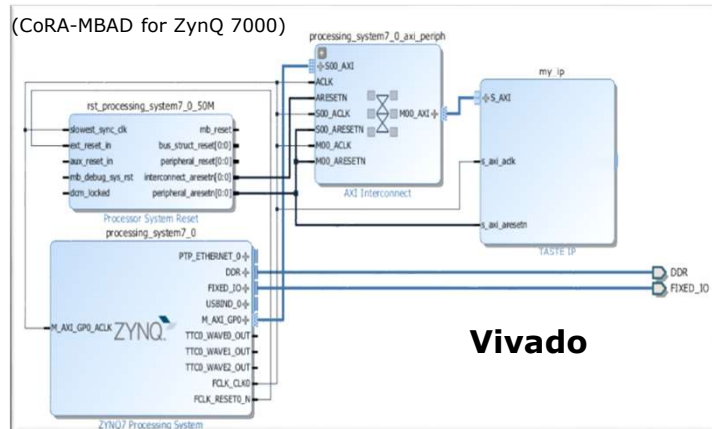 (CoRA-MBAD for ZynQ 7000)
processing_system7_0_axi_periph
S00_AXI
ACLK
ARESETN
S00_ACLK
S00_ARESETN
M00_ACLK
M00_ARESETN
M00_AXI
AXI Interconnect
my_ip
S_AXI
s_axi_aclk
s_axi_aresetn
TASTE IP
rst_processing_system7_0_50M
slowest_sync_clk
ext_reset_in
aux_reset_in
mb_debug_sys_rst
dcm_locked
mb_reset
bus_struct_reset[0:0]
peripheral_reset[0:0]
interconnect_aresetn[0:0]
peripheral_aresetn[0:0]
Processor System Reset
processing_system7_0
M_AXI_GP0_ACLK
ZYNQ
PTP_ETHERNET_0
DDR
FIXED_IO
USBIND_0
M_AXI_GP0
TTC0_WAVE0_OUT
TTC0_WAVE1_OUT
TTC0_WAVE2_OUT
FCLK_CLK0
FCLK_RESET0_N
ZYNQ7 Processing System
DDR
FIXED_IO
Vivado